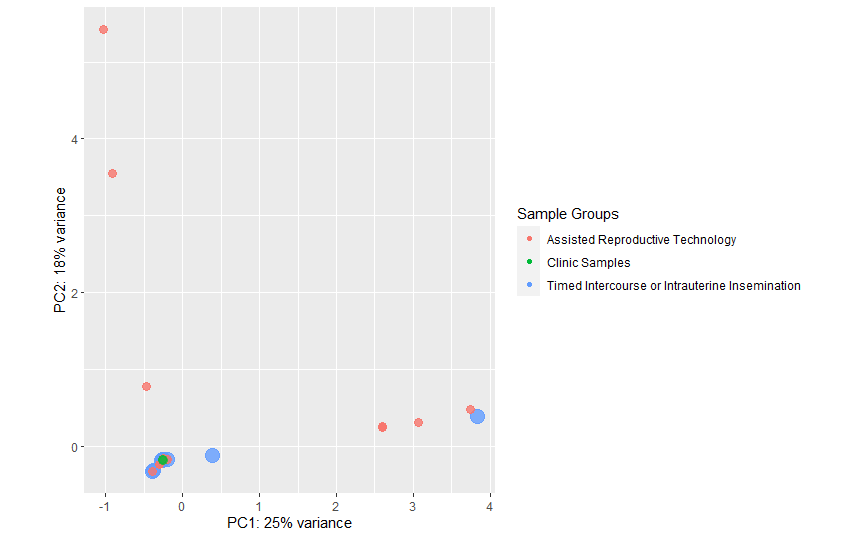 4
2
0
PC2: 18% variance
-1 0 1 2 3 4
PC1: 25% variance
Sample Groups
Assisted Reproductive Technology
Clinic Samples
Timed Intercourse or Intrauterine Insemination